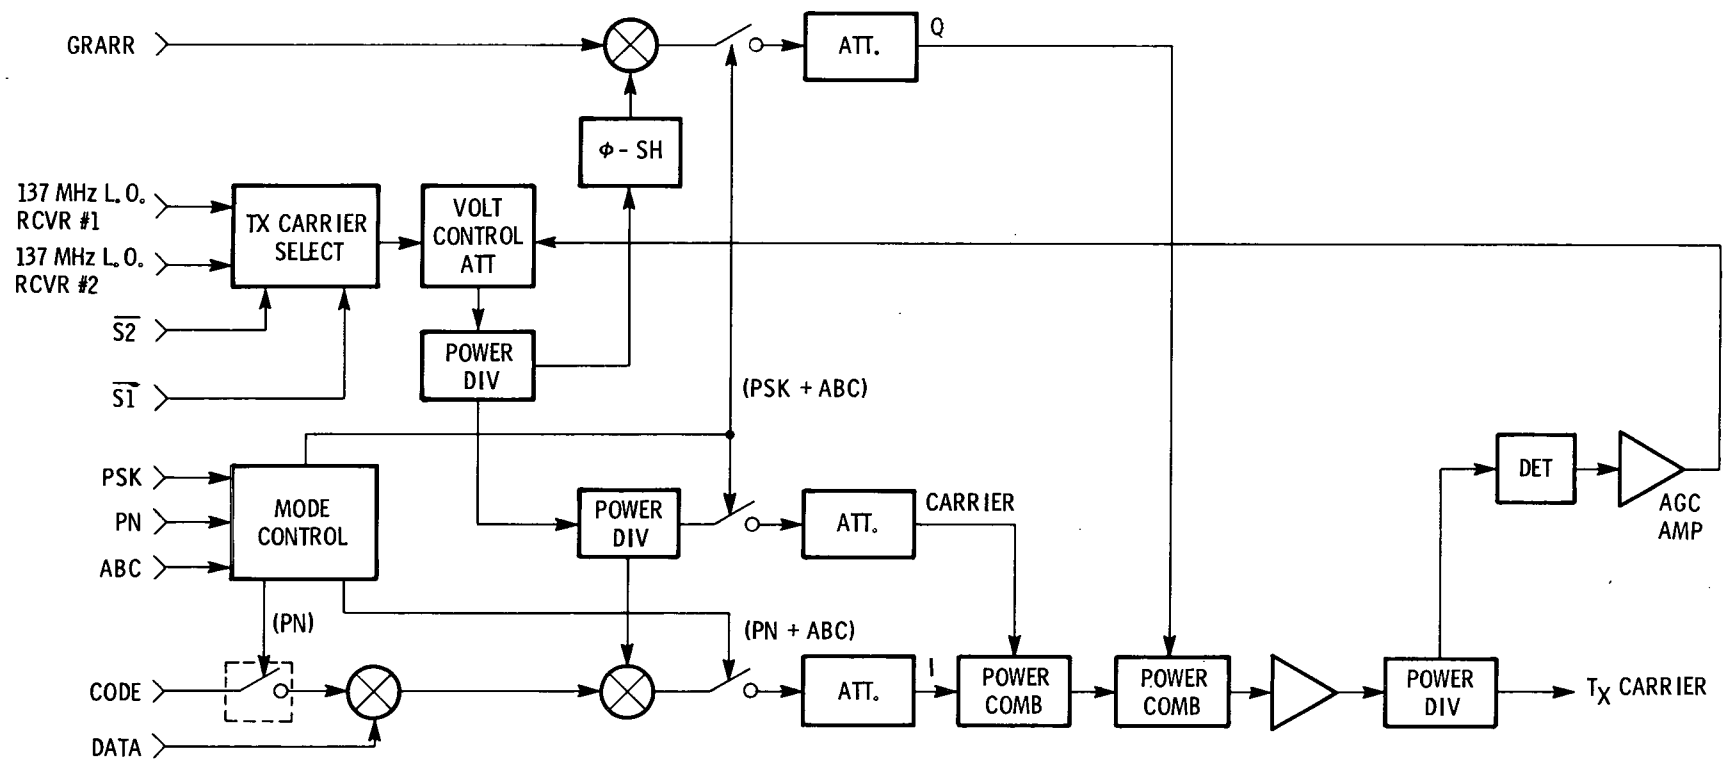 GRARR
ATT.
Q
ϕ - SH
137 MHz L.O.
RCVR #1
137 MHz L.O.
RCVR #2
TX CARRIER
SELECT
VOLT
CONTROL
ATT
S2
S1
POWER
DIV
(PSK + ABC)
PSK
PN
ABC
MODE
CONTROL
POWER
DIV
ATT.
CARRIER
DET
AGC
AMP
(PN)
(PN + ABC)
CODE
DATA
ATT.
I
POWER
COMB
POWER
COMB
POWER
DIV
TX CARRIER